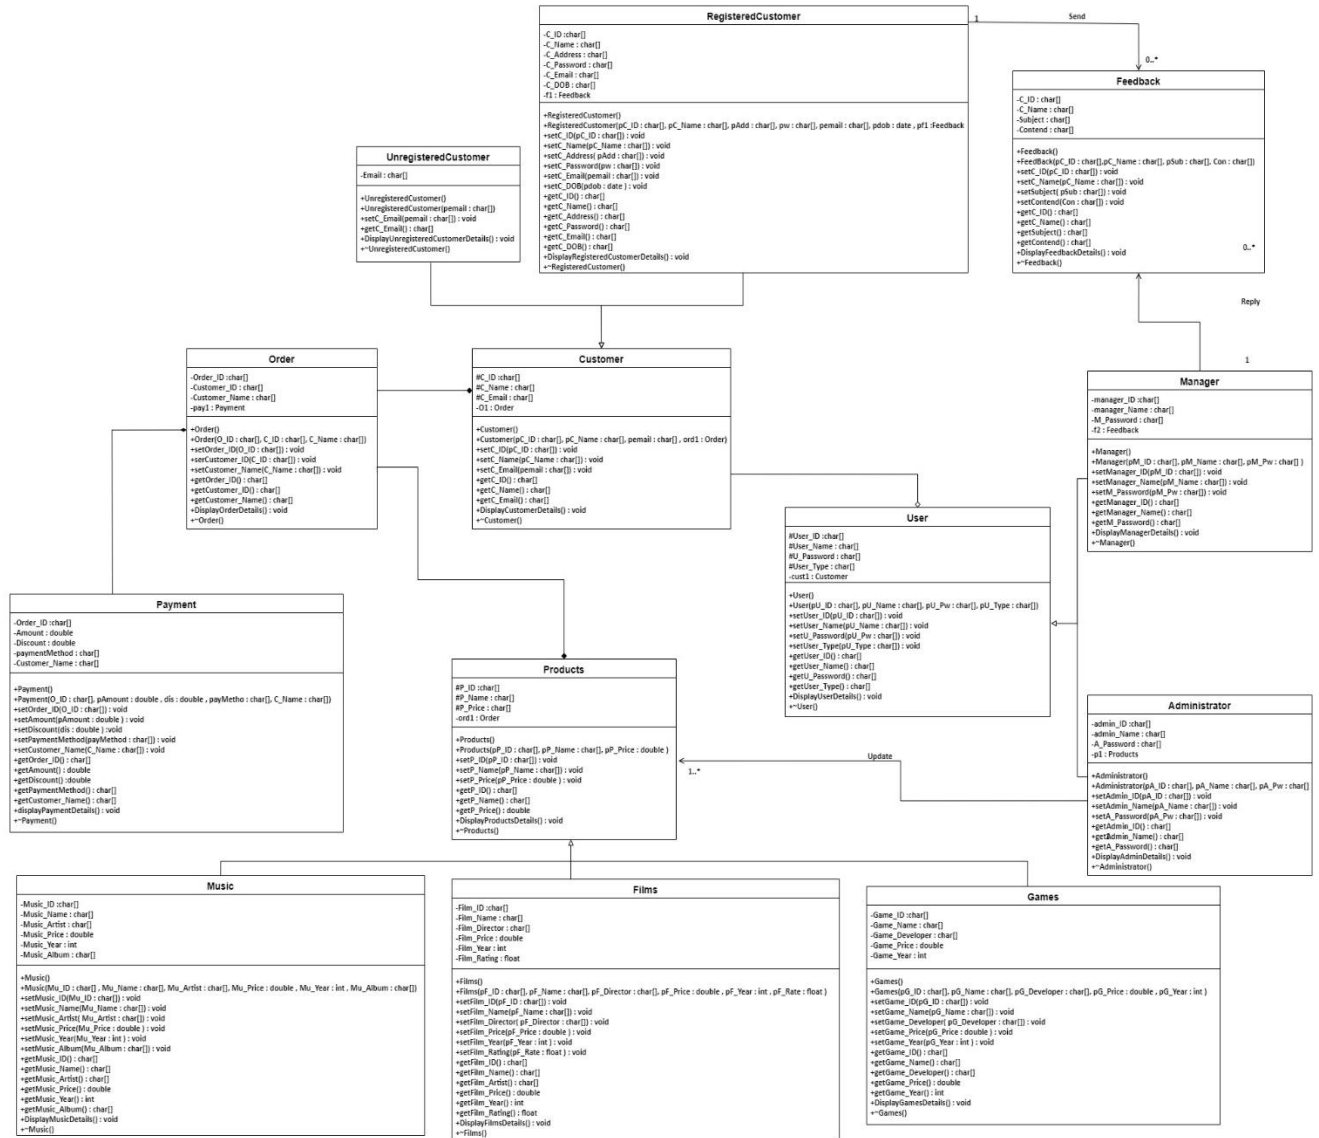 RegisteredCustomer
-C_ID :char[]
-C_Name : char[]
-C_Address : char[]
-C_Password : char[]
-C_Email : char[]
-C_DOB : char[]
-f1 : Feedback
+RegisteredCustomer()
+RegisteredCustomer(pC_ID : char[], pC_Name : char[], pAdd : char[], pw : char[], pemail : char[], pdob : date , pf1 :Feedback
+setC_ID(pC_ID : char[]) : void
+setC_Name(pC_Name : char[]) : void
+setC_Address( pAdd : char[]) : void
+setC_Password(pw : char[]) : void
+setC_Email(pemail : char[]) : void
+setC_DOB(pdob : date ) : void
+getC_ID() : char[]
+getC_Name() : char[]
+getC_Address() : char[]
+getC_Password() : char[]
+getC_Email() : char[]
+getC_DOB() : char[]
+DisplayRegisteredCustomerDetails() : void
+~RegisteredCustomer()
1
Send
0..*
Feedback
-C_ID : char[]
-C_Name : char[]
-Subject : char[]
-Contend : char[]
+Feedback()
+FeedBack(pC_ID : char[],pC_Name : char[], pSub : char[], Con : char[])
+setC_ID(pC_ID : char[]) : void
+setC_Name(pC_Name : char[]) : void
+setSubject( pSub : char[]) : void
+setContend(Con : char[]) : void
+getC_ID() : char[]
+getC_Name() : char[]
+getSubject() : char[]
+getContend() : char[]
+DisplayFeedbackDetails() : void
+~Feedback()
0..*
UnregisteredCustomer
-Email : char[]
+UnregisteredCustomer()
+UnregisteredCustomer(pemail : char[])
+setC_Email(pemail : char[]) : void
+getC_Email() : char[]
+DisplayUnregisteredCustomerDetails() : void
+~UnregisteredCustomer()
Reply
1
Order
-Order_ID :char[]
-Customer_ID : char[]
-Customer_Name : char[]
-pay1 : Payment
+Order()
+Order(O_ID : char[], C_ID : char[], C_Name : char[])
+setOrder_ID(O_ID : char[]) : void
+serCustomer_ID(C_ID : char[]) : void
+setCustomer_Name(C_Name : char[]) : void
+getOrder_ID() : char[]
+getCustomer_ID() : char[]
+getCustomer_Name() : char[]
+DisplayOrderDetails() : void
+~Order()
Customer
#C_ID :char[]
#C_Name : char[]
#C_Email : char[]
-O1 : Order
+Customer()
+Customer(pC_ID : char[], pC_Name : char[], pemail : char[] , ord1 : Order)
+setC_ID(pC_ID : char[]) : void
+setC_Name(pC_Name : char[]) : void
+setC_Email(pemail : char[]) : void
+getC_ID() : char[]
+getC_Name() : char[]
+getC_Email() : char[]
+DisplayCustomerDetails() : void
+~Customer()
Manager
-manager_ID :char[]
-manager_Name : char[]
-M_Password : char[]
-f2 : Feedback
+Manager()
+Manager(pM_ID : char[], pM_Name : char[], pM_Pw : char[] )
+setManager_ID(pM_ID : char[]) : void
+setManager_Name(pM_Name : char[]) : void
+setM_Password(pM_Pw : char[]) : void
+getManager_ID() : char[]
+getManager_Name() : char[]
+getM_Password() : char[]
+DisplayManagerDetails() : void
+~Manager()
User
#User_ID :char[]
#User_Name : char[]
#U_Password : char[]
#User_Type : char[]
-cust1 : Customer
+User()
+User(pU_ID : char[], pU_Name : char[], pU_Pw : char[], pU_Type : char[])
+setUser_ID(pU_ID : char[]) : void
+setUser_Name(pU_Name : char[]) : void
+setU_Password(pU_Pw : char[]) : void
+setUser_Type(pU_Type : char[]) : void
+getUser_ID() : char[]
+getUser_Name() : char[]
+getU_Password() : char[]
+getUser_Type() : char[]
+DisplayUserDetails() : void
+~User()
Payment
-Order_ID :char[]
-Amount : double
-Discount : double
-paymentMethod : char[]
-Customer_Name : char[]
+Payment()
+Payment(O_ID : char[], pAmount : double , dis : double , payMetho : char[], C_Name : char[])
+setOrder_ID(O_ID : char[]) : void
+setAmount(pAmount : double ) : void
+setDiscount(dis : double ) :void
+setPaymentMethod(payMethod : char[]) : void
+setCustomer_Name(C_Name : char[]) : void
+getOrder_ID() : char[]
+getAmount() : double
+getDiscount() :double
+getPaymentMethod() : char[]
+getCustomer_Name() : char[]
+displayPaymentDetails() : void
+~Payment()
Products
#P_ID :char[]
#P_Name : char[]
#P_Price : char[]
-ord1 : Order
+Products()
+Products(pP_ID : char[], pP_Name : char[], pP_Price : double )
+setP_ID(pP_ID : char[]) : void
+setP_Name(pP_Name : char[]) : void
+setP_Price(pP_Price : double ) : void
+getP_ID() : char[]
+getP_Name() : char[]
+getP_Price() : double
+DisplayProductsDetails() : void
+~Products()
Update
1..*
Administrator
-admin_ID :char[]
-admin_Name : char[]
-A_Password : char[]
-p1 : Products
+Administrator()
+Administrator(pA_ID : char[], pA_Name : char[], pA_Pw : char[]
+setAdmin_ID(pA_ID : char[]) : void
+setAdmin_Name(pA_Name : char[]) : void
+setA_Password(pA_Pw : char[]) : void
+getAdmin_ID() : char[]
+getAdmin_Name() : char[]
+getA_Password() : char[]
+DisplayAdminDetails() : void
+~Administrator()
Music
-Music_ID :char[]
-Music_Name : char[]
-Music_Artist : char[]
-Music_Price : double
-Music_Year : int
-Music_Album : char[]
+Music()
+Music(Mu_ID : char[] , Mu_Name : char[], Mu_Artist : char[], Mu_Price : double , Mu_Year : int , Mu_Album : char[])
+setMusic_ID(Mu_ID : char[]) : void
+setMusic_Name(Mu_Name : char[]) : void
+setMusic_Artist( Mu_Artist : char[]) : void
+setMusic_Price(Mu_Price : double ) : void
+setMusic_Year(Mu_Year : int ) : void
+setMusic_Album(Mu_Album : char[]) : void
+getMusic_ID() : char[]
+getMusic_Name() : char[]
+getMusic_Artist() : char[]
+getMusic_Price() : double
+getMusic_Year() : int
+getMusic_Album() : char[]
+DisplayMusicDetails() : void
+~Music()
Films
-Film_ID :char[]
-Film_Name : char[]
-Film_Director : char[]
-Film_Price : double
-Film_Year : int
-Film_Rating : float
+Films()
+Films(pF_ID : char[], pF_Name : char[], pF_Director : char[], pF_Price : double , pF_Year : int , pF_Rate : float )
+setFilm_ID(pF_ID : char[]) : void
+setFilm_Name(pF_Name : char[]) : void
+setFilm_Director( pF_Director : char[]) : void
+setFilm_Price(pF_Price : double ) : void
+setFilm_Year(pF_Year : int ) : void
+setFilm_Rating(pF_Rate : float ) : void
+getFilm_ID() : char[]
+getFilm_Name() : char[]
+getFilm_Artist() : char[]
+getFilm_Price() : double
+getFilm_Year() : int
+getFilm_Rating() : float
+DisplayFilmsDetails() : void
+~Films()
Games
-Game_ID :char[]
-Game_Name : char[]
-Game_Developer : char[]
-Game_Price : double
-Game_Year : int
+Games()
+Games(pG_ID : char[], pG_Name : char[], pG_Developer : char[], pG_Price : double , pG_Year : int )
+setGame_ID(pG_ID : char[]) : void
+setGame_Name(pG_Name : char[]) : void
+setGame_Developer( pG_Developer : char[]) : void
+setGame_Price(pG_Price : double ) : void
+setGame_Year(pG_Year : int ) : void
+getGame_ID() : char[]
+getGame_Name() : char[]
+getGame_Developer() : char[]
+getGame_Price() : double
+getGame_Year() : int
+DisplayGamesDetails() : void
+~Games()